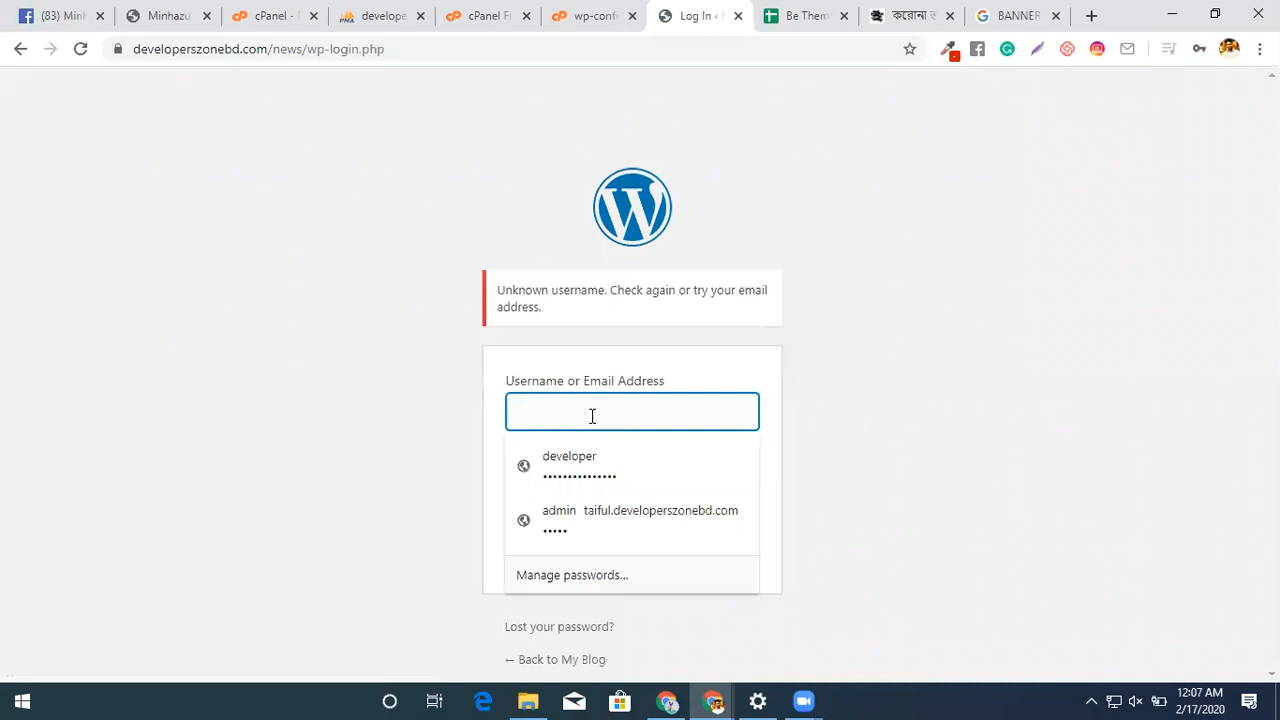 (83) Minh
Minhazu
cPanel -
develope
cPanel F
wp-confi
Log In ‹
Be Them
করোনা
BANNER
developerszonebd.com/news/wp-login.php
Unknown username. Check again or try your email
address.
Username or Email Address
developer
•••••••••••••••
admin taiful.developerszonebd.com
•••••
Manage passwords...
Lost your password?
← Back to My Blog
12:07 AM
2/17/2020